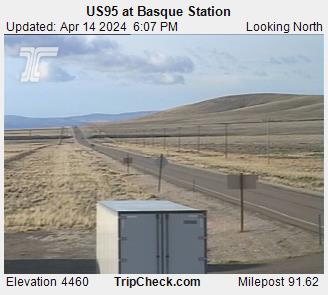 US95 at Basque Station
Updated: Apr 14 2024 6:07 PM Looking North
Elevation 4460 TripCheck.com Milepost 91.62